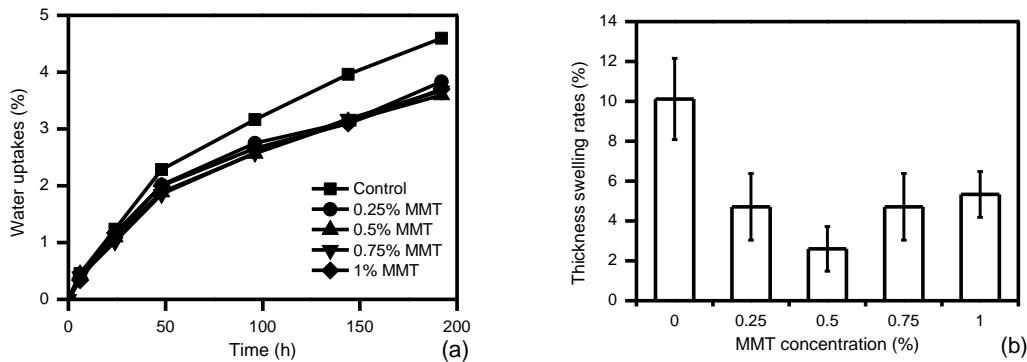 Water uptakes (%)
5
4
3
2
1
0
0 50 100 150 200
Time (h)
(a)
Control
0.25% MMT
0.5% MMT
0.75% MMT
1% MMT
Thickness swelling rates (%)
14
12
10
8
6
4
2
0
0 0.25 0.5 0.75 1
MMT concentration (%)
(b)